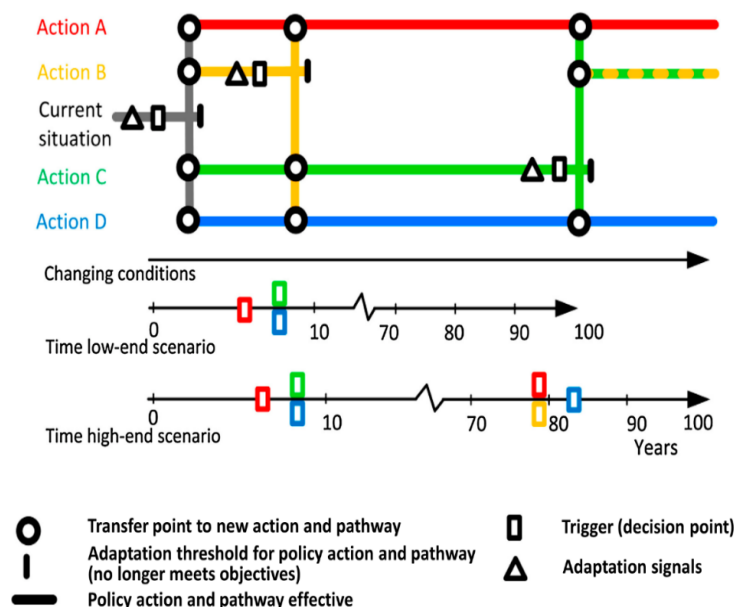 Action A
Action B
Current
situation
Action C
Action D
Changing conditions
0 10 70 80 90 100
Time low-end scenario
0 10 70 80 90 100
Time high-end scenario
Years
Transfer point to new action and pathway
Adaptation threshold for policy action and pathway
(no longer meets objectives)
Policy action and pathway effective
Trigger (decision point)
Adaptation signals